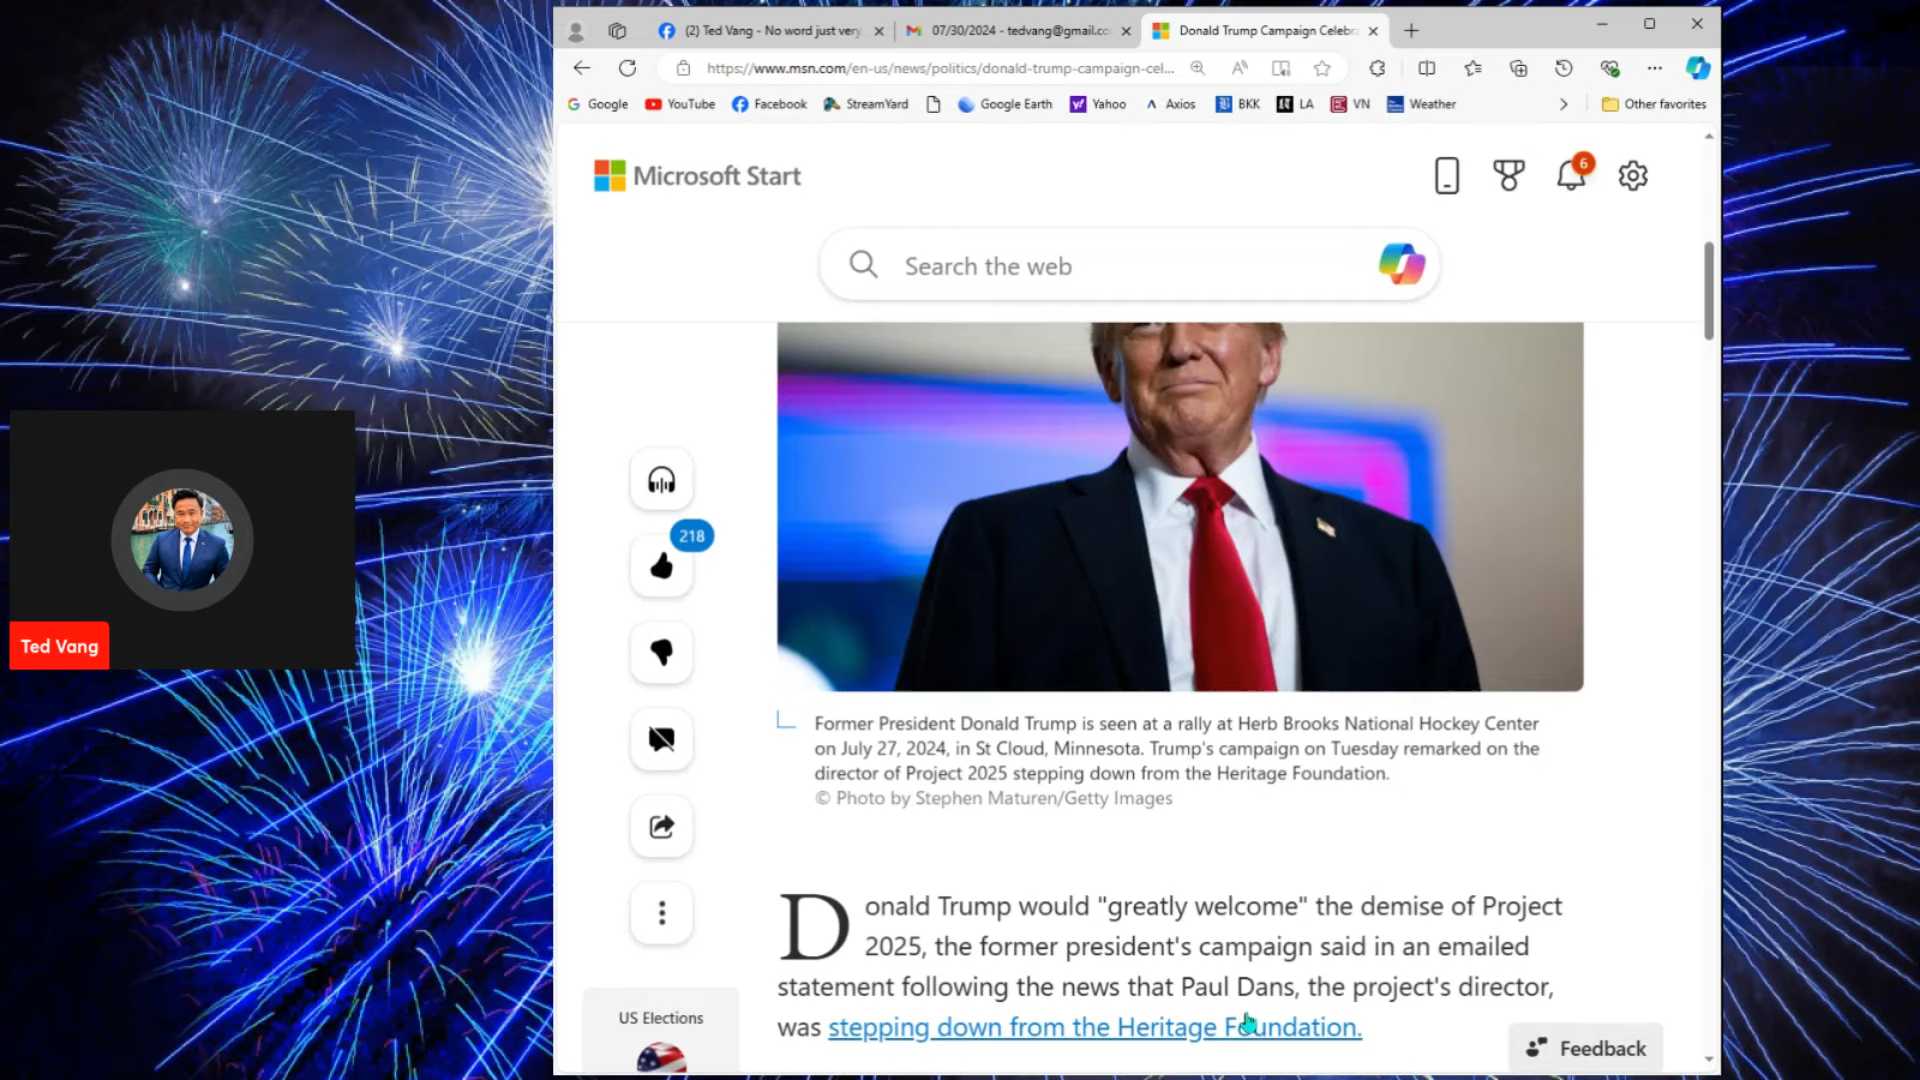 (2) Ted Vang - No word just very
07/30/2024 - tedvang@gmail.co
Donald Trump Campaign Celebra
https://www.msn.com/en-us/news/politics/donald-trump-campaign-cel...
Google YouTube Facebook StreamYard Google Earth Yahoo Axios BKK LA VN Weather Other favorites
Microsoft Start
6
Search the web
218
Ted Vang
Former President Donald Trump is seen at a rally at Herb Brooks National Hockey Center
on July 27, 2024, in St Cloud, Minnesota. Trump's campaign on Tuesday remarked on the
director of Project 2025 stepping down from the Heritage Foundation.
© Photo by Stephen Maturen/Getty Images
Donald Trump would "greatly welcome" the demise of Project
2025, the former president's campaign said in an emailed
statement following the news that Paul Dans, the project's director,
was stepping down from the Heritage Foundation.
US Elections
Feedback